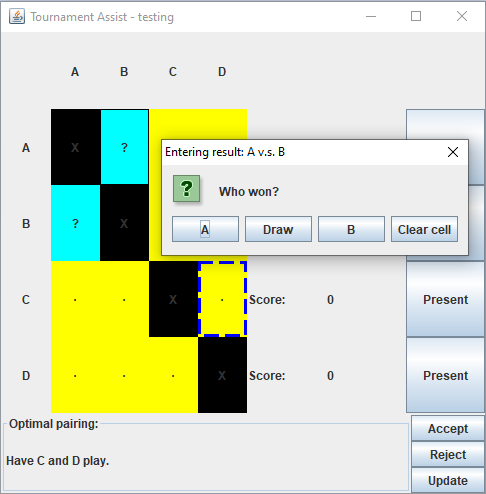 Tournament Assist - testing
A B C D
A X ?
Entering result: A v.s. B
? Who won?
B ? X
A Draw B Clear cell
C · · X · Score: 0 Present
D · · · X Score: 0 Present
Optimal pairing:
Have C and D play.
Accept
Reject
Update